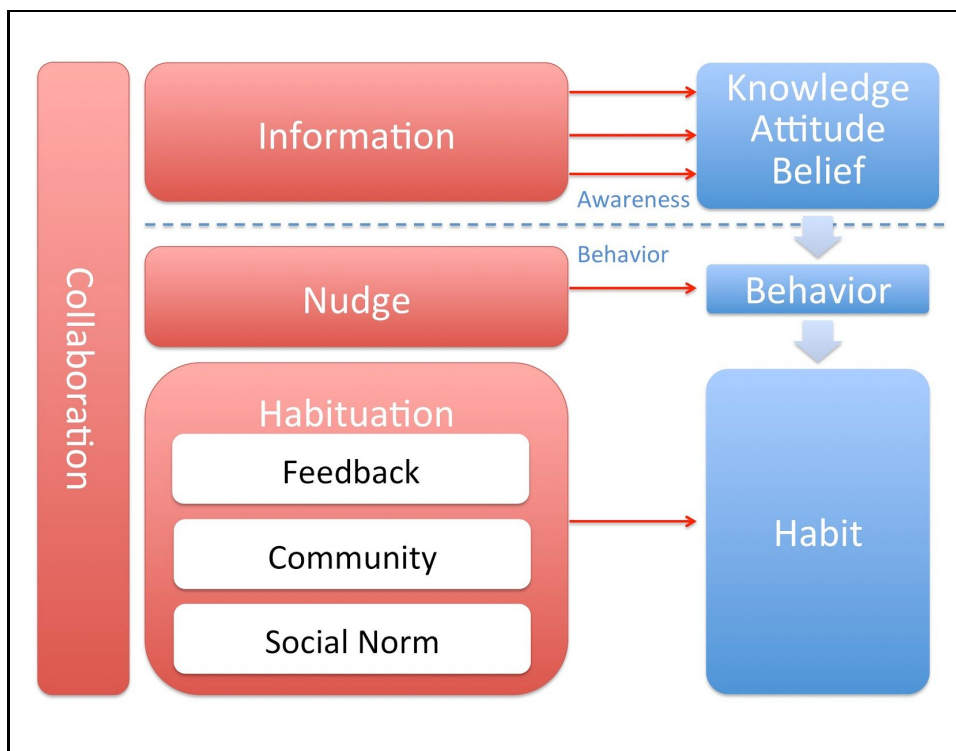 Collaboration
Information
Knowledge
Attitude
Belief
Awareness
Behavior
Nudge
Behavior
Habituation
Feedback
Community
Social Norm
Habit